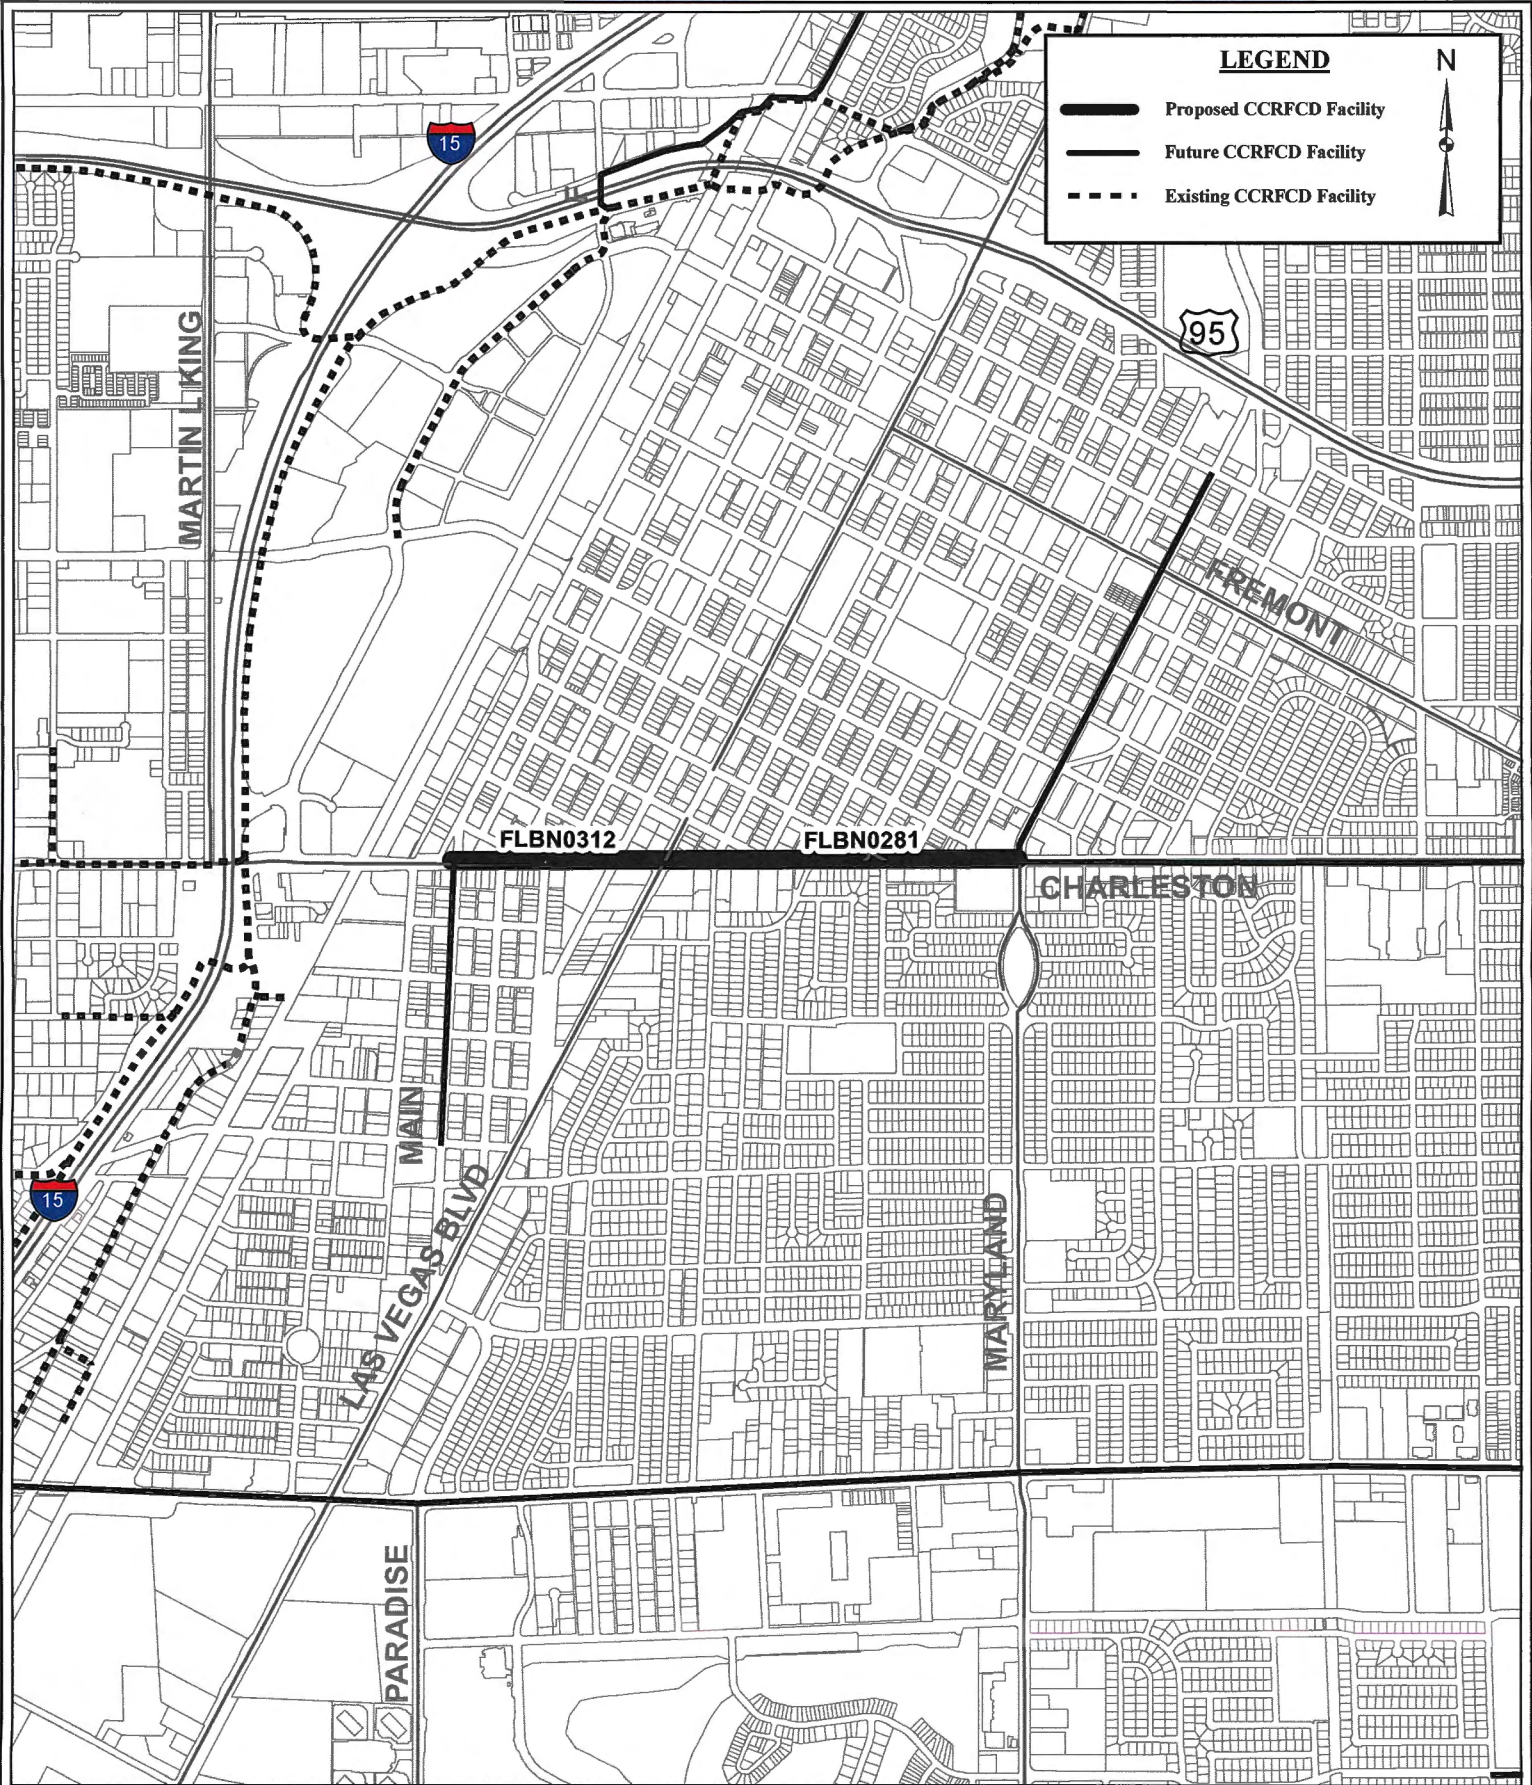 LEGEND
N
Proposed CCRFCD Facility
Future CCRFCD Facility
Existing CCRFCD Facility
15
95
MARTIN L KING
FREMONT
FLBN0312
FLBN0281
CHARLESTON
MAIN
15
LAS VEGAS BLVD
MARYLAND
PARADISE